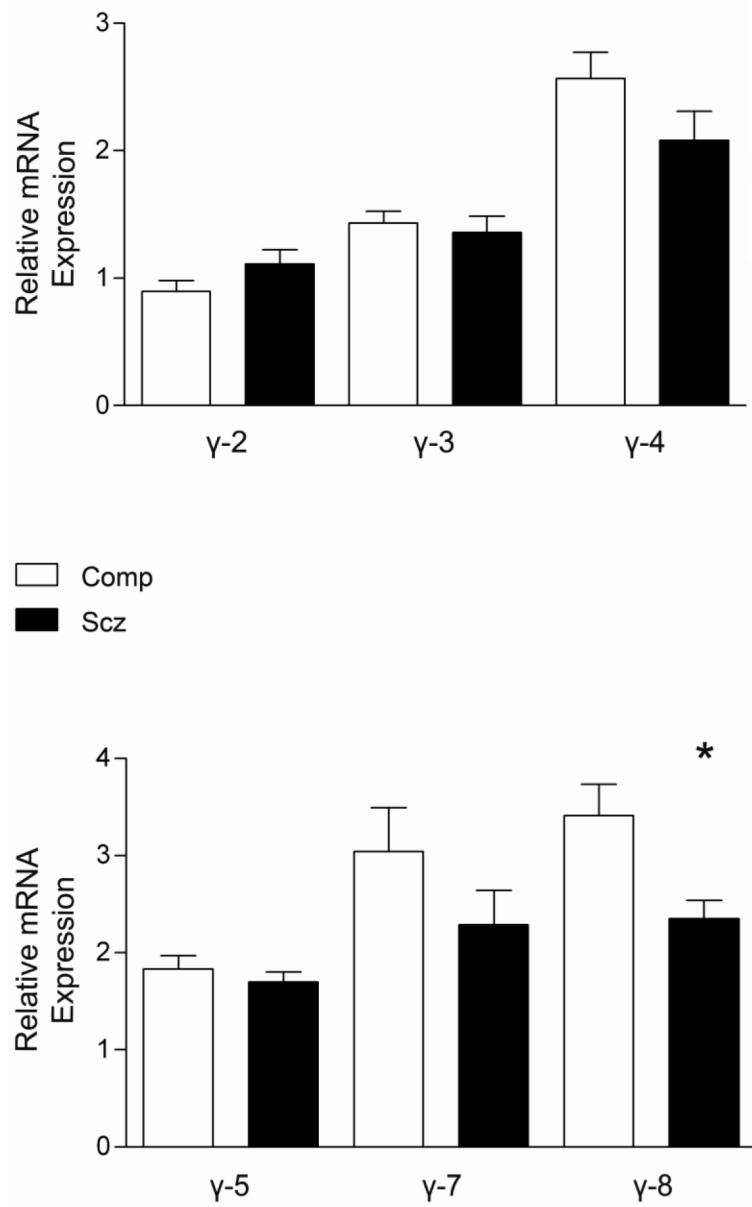 3
2
1
0
Relative mRNA
Expression
γ-2 γ-3 γ-4
Comp
Scz
*
4
3
2
1
0
Relative mRNA
Expression
γ-5 γ-7 γ-8